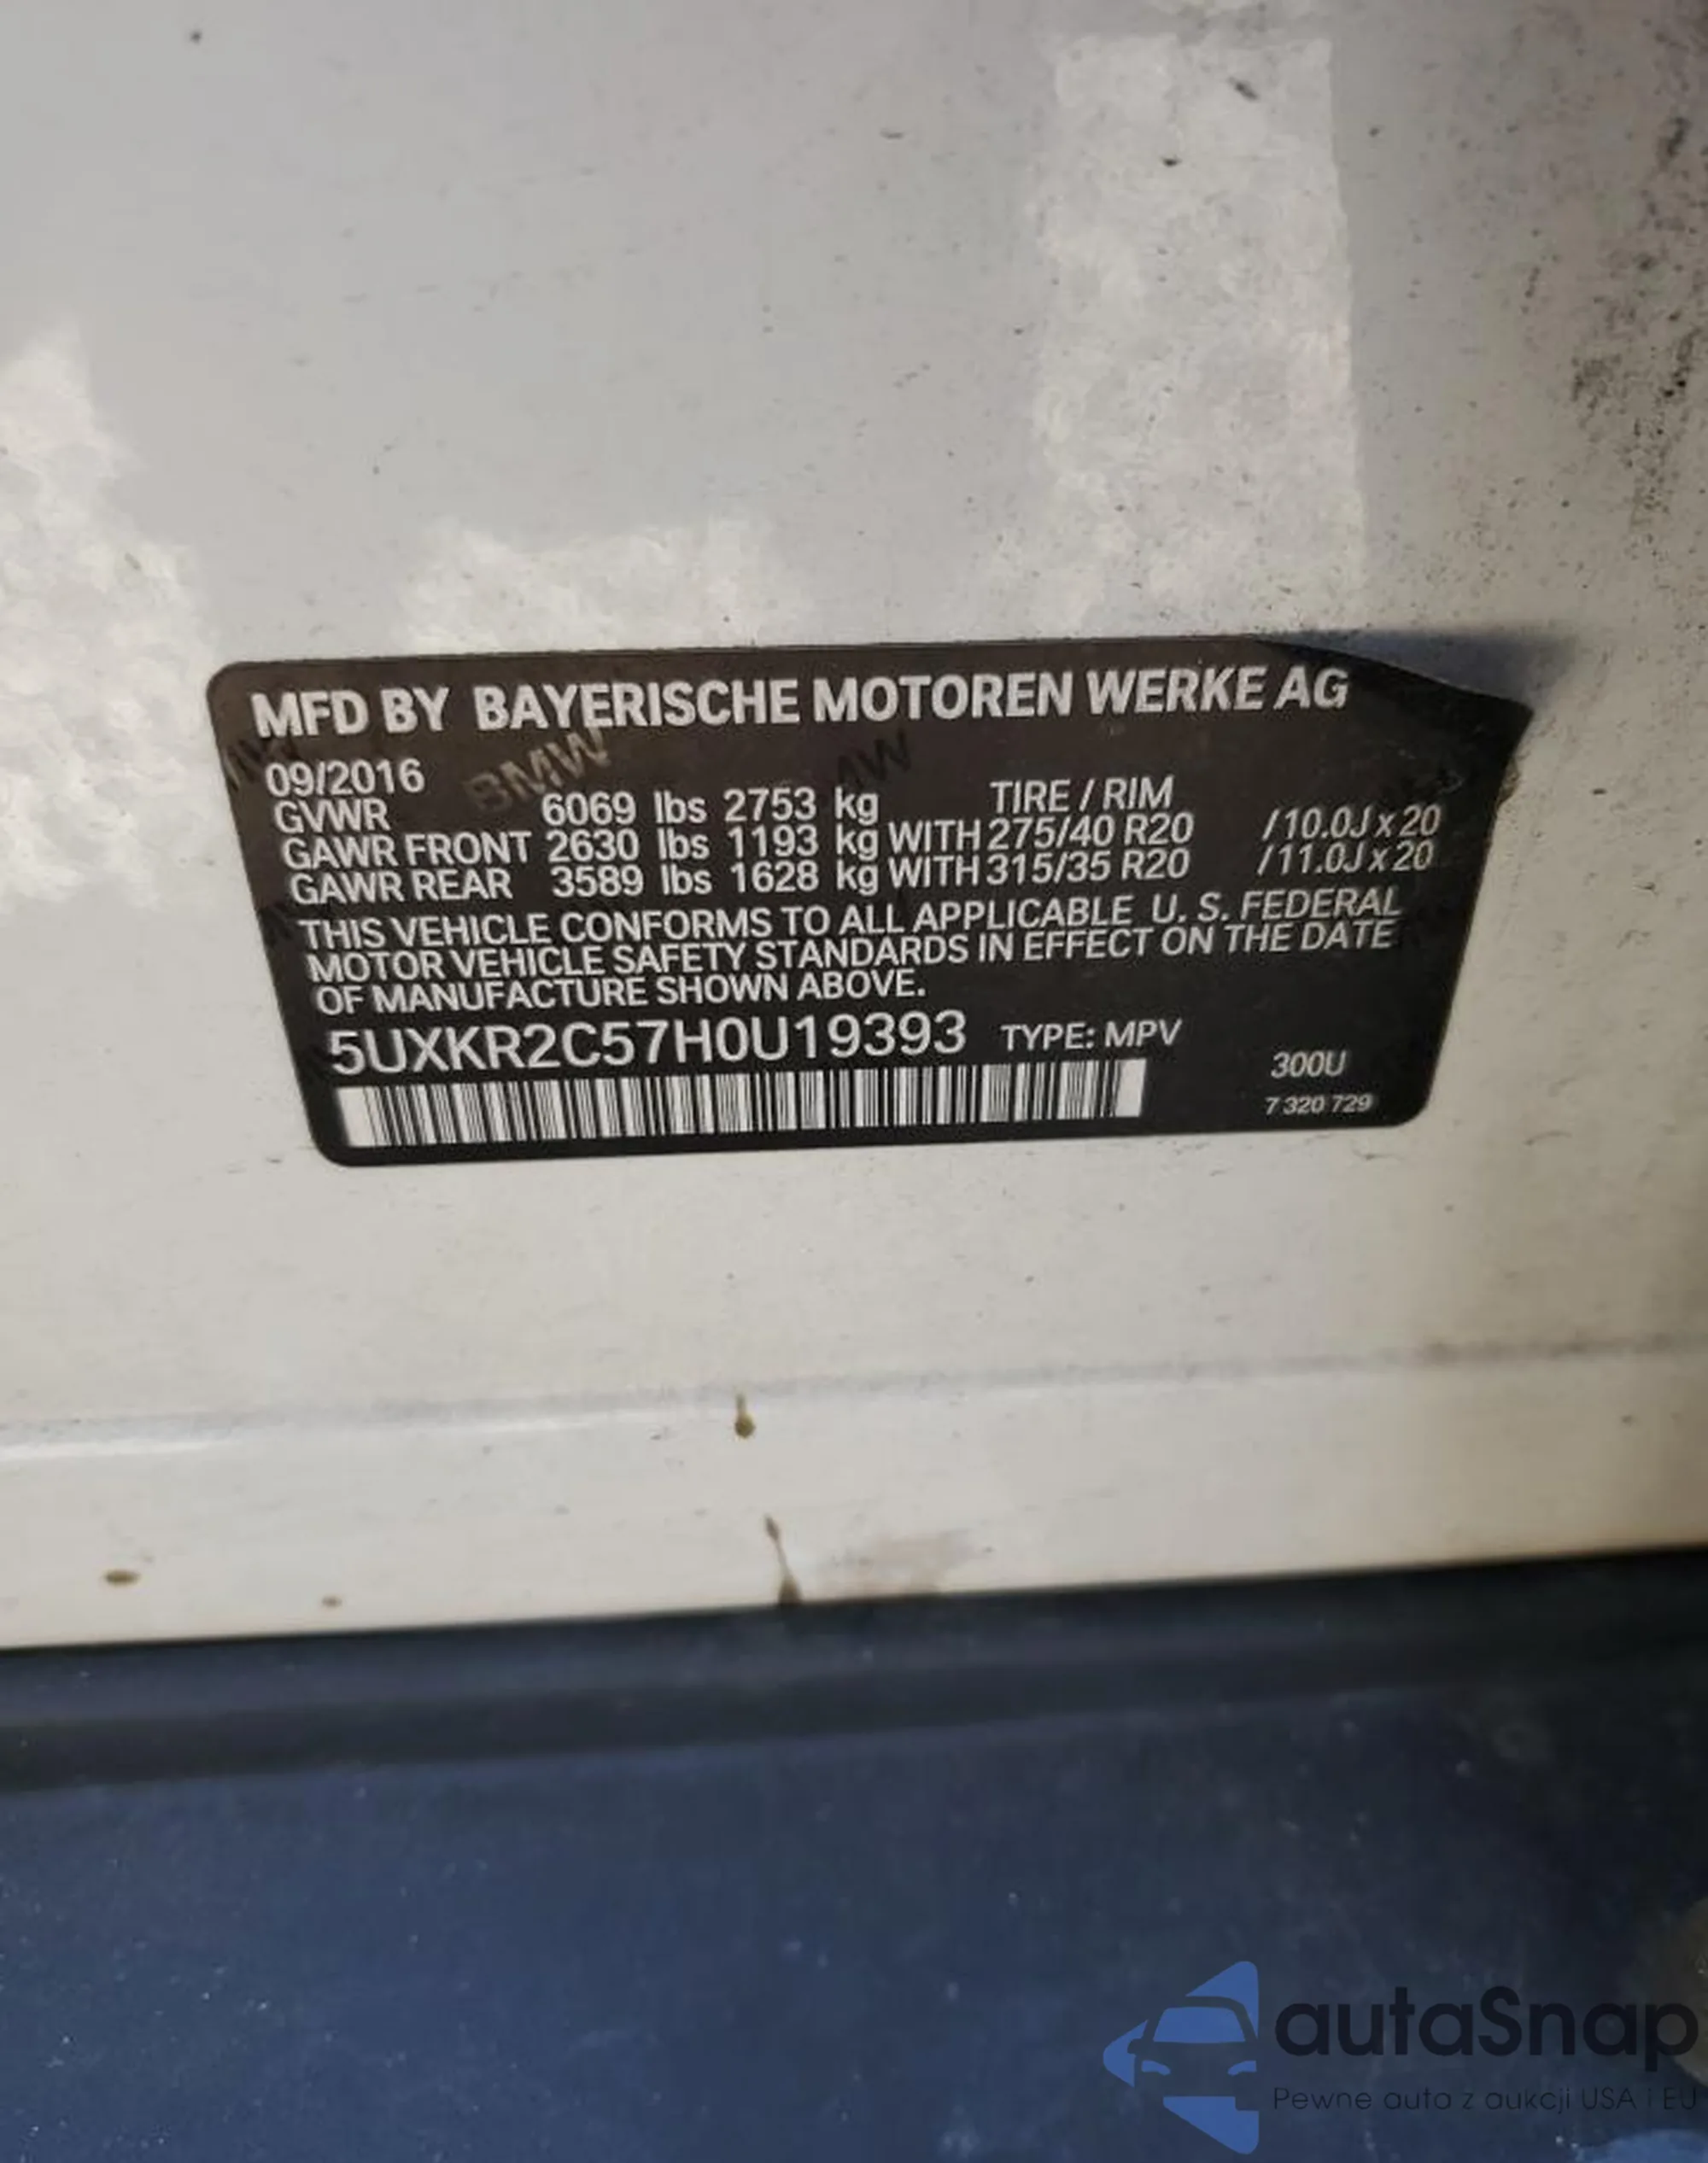 MFD BY BAYERISCHE MOTOREN WERKE AG
BMW
09/2016 TIRE / RIM
GVWR 6069 lbs 2753 kg
GAWR FRONT 2630 lbs 1193 kg WITH 275/40 R20 /10.0J x 20
GAWR REAR 3589 lbs 1628 kg WITH 315/35 R20 /11.0J x 20
THIS VEHICLE CONFORMS TO ALL APPLICABLE U. S. FEDERAL
MOTOR VEHICLE SAFETY STANDARDS IN EFFECT ON THE DATE
OF MANUFACTURE SHOWN ABOVE.
5UXKR2C57H0U19393 TYPE: MPV
300U
7 320 729
autaSnap
Pewne auta z aukcji USA i EU